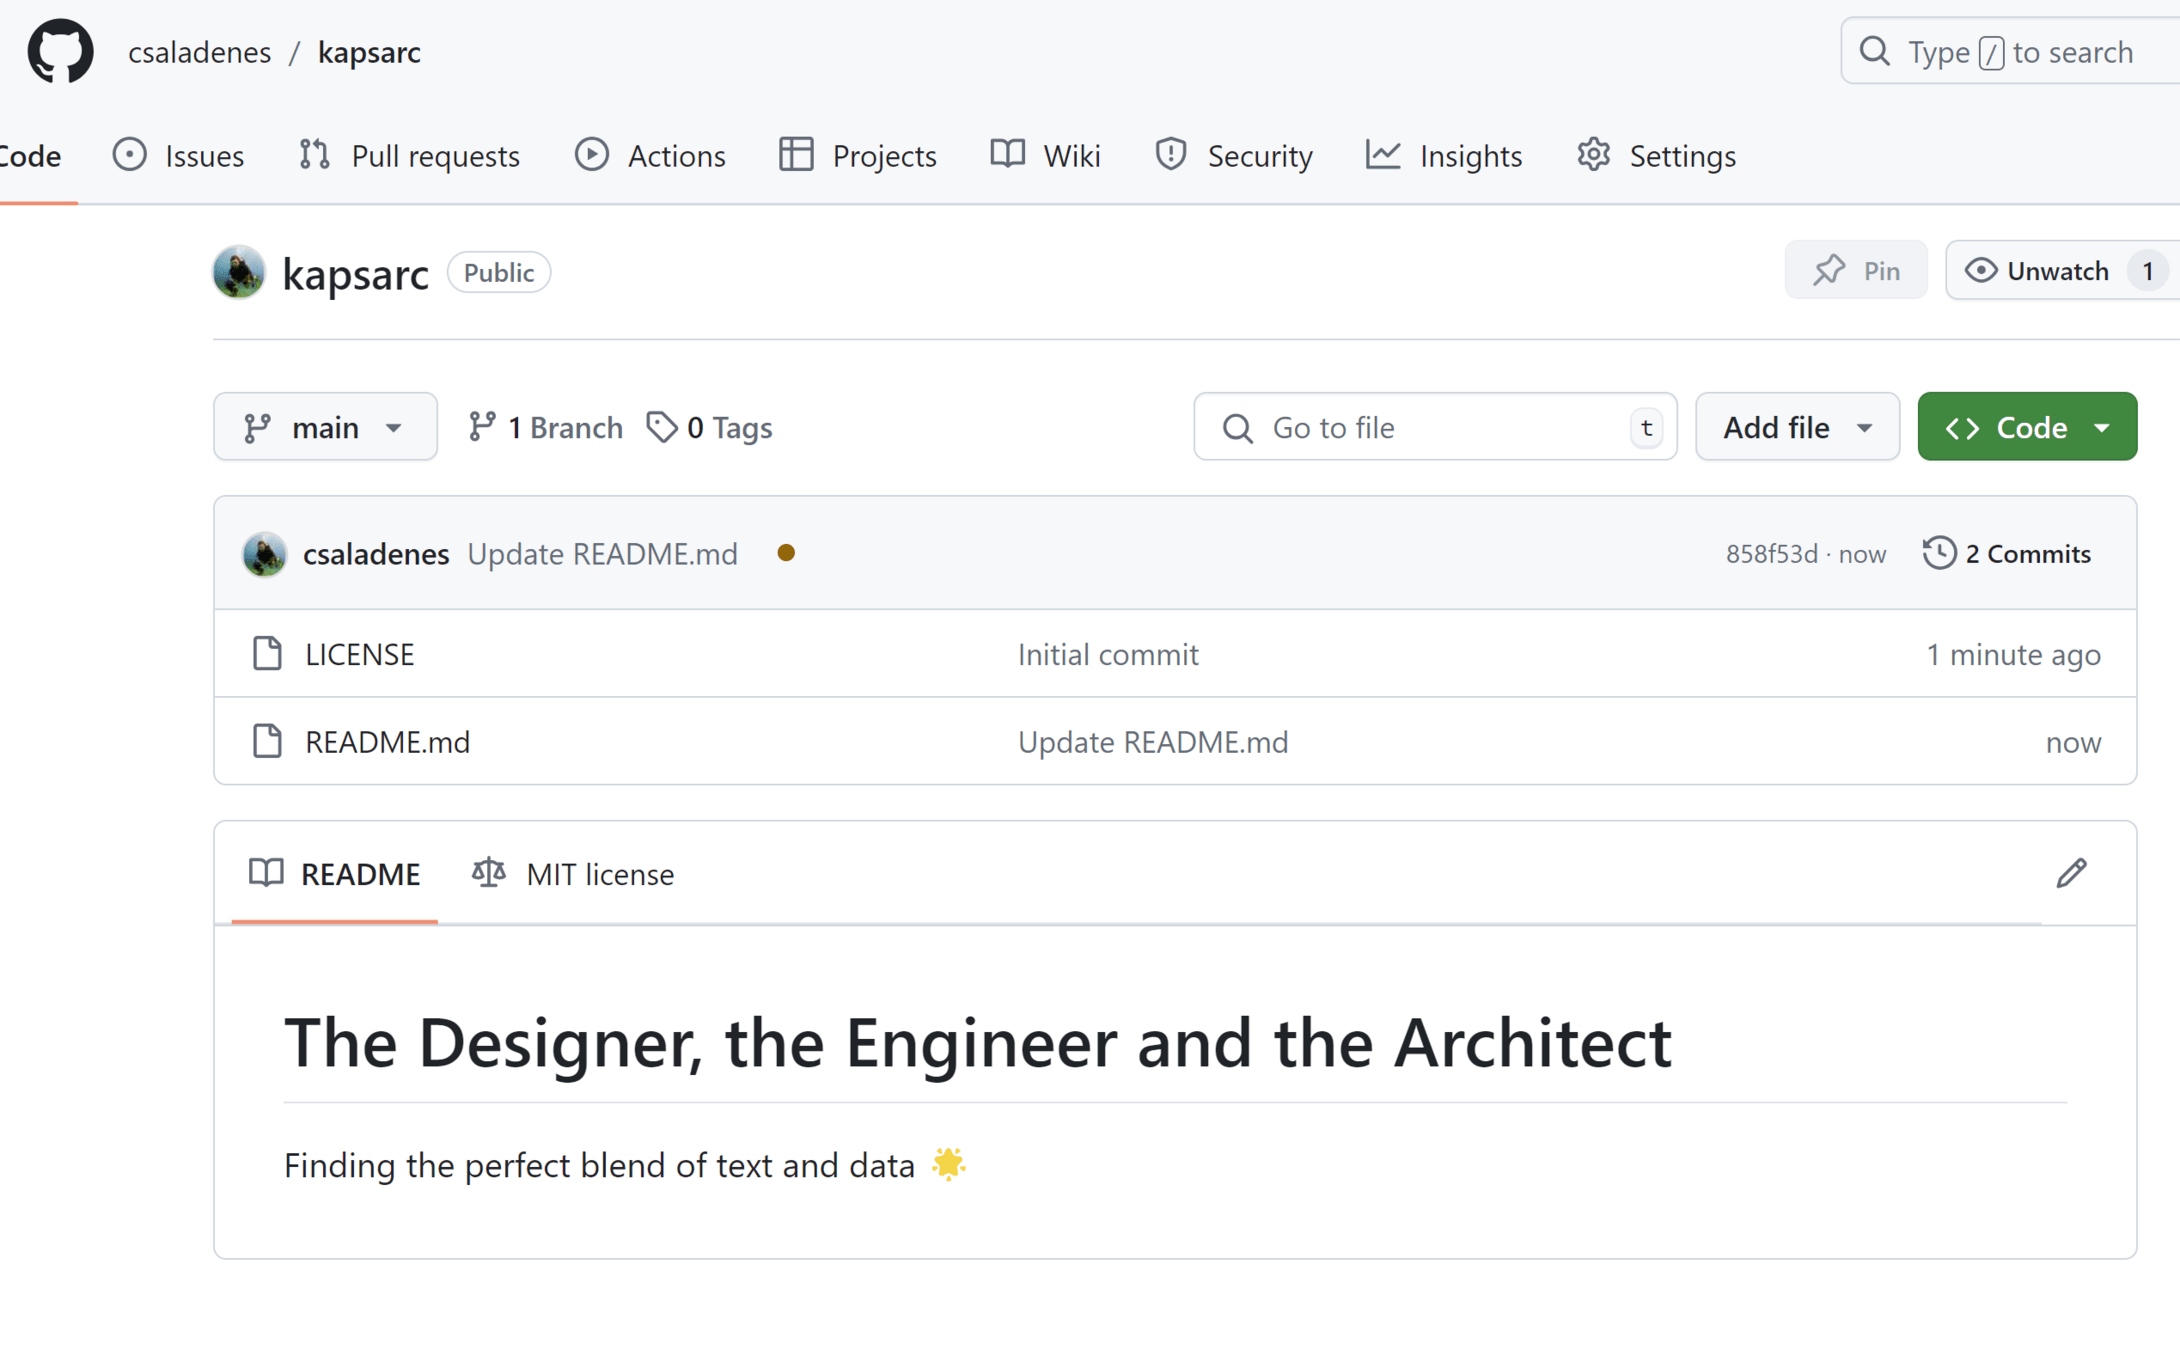 csaladenes / kapsarc
Type / to search
Code Issues Pull requests Actions Projects Wiki Security Insights Settings
kapsarc Public
Pin Unwatch 1
main 1 Branch 0 Tags
Go to file t Add file Code
csaladenes Update README.md 858f53d · now 2 Commits
LICENSE Initial commit 1 minute ago
README.md Update README.md now
README MIT license
The Designer, the Engineer and the Architect
Finding the perfect blend of text and data 🌟